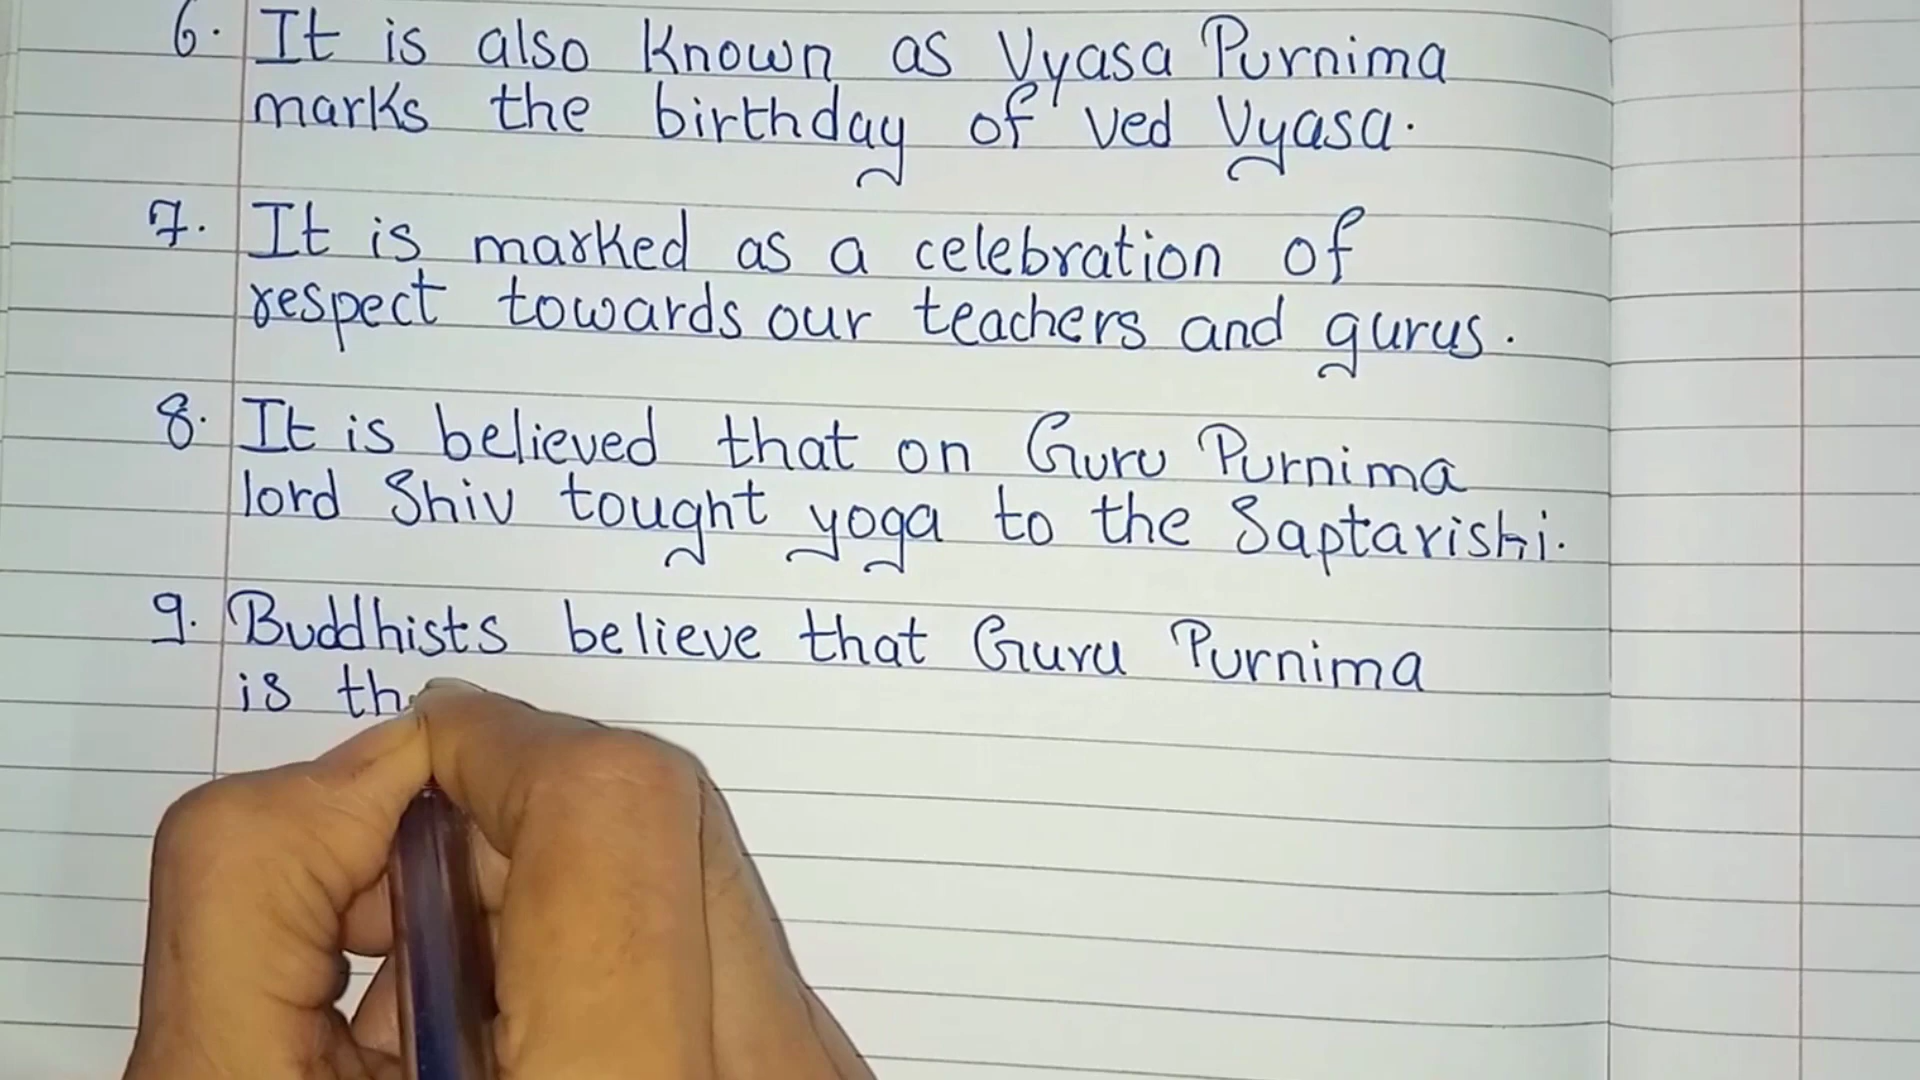 6. It is also Known as Vyasa Purnima
marks the birthday of ved Vyasa.
7. It is marked as a celebration of
respect towards our teachers and gurus.
8. It is believed that on Guru Purnima
lord Shiv tought yoga to the Saptarishi.
9. Buddhists believe that Guru Purnima
is th